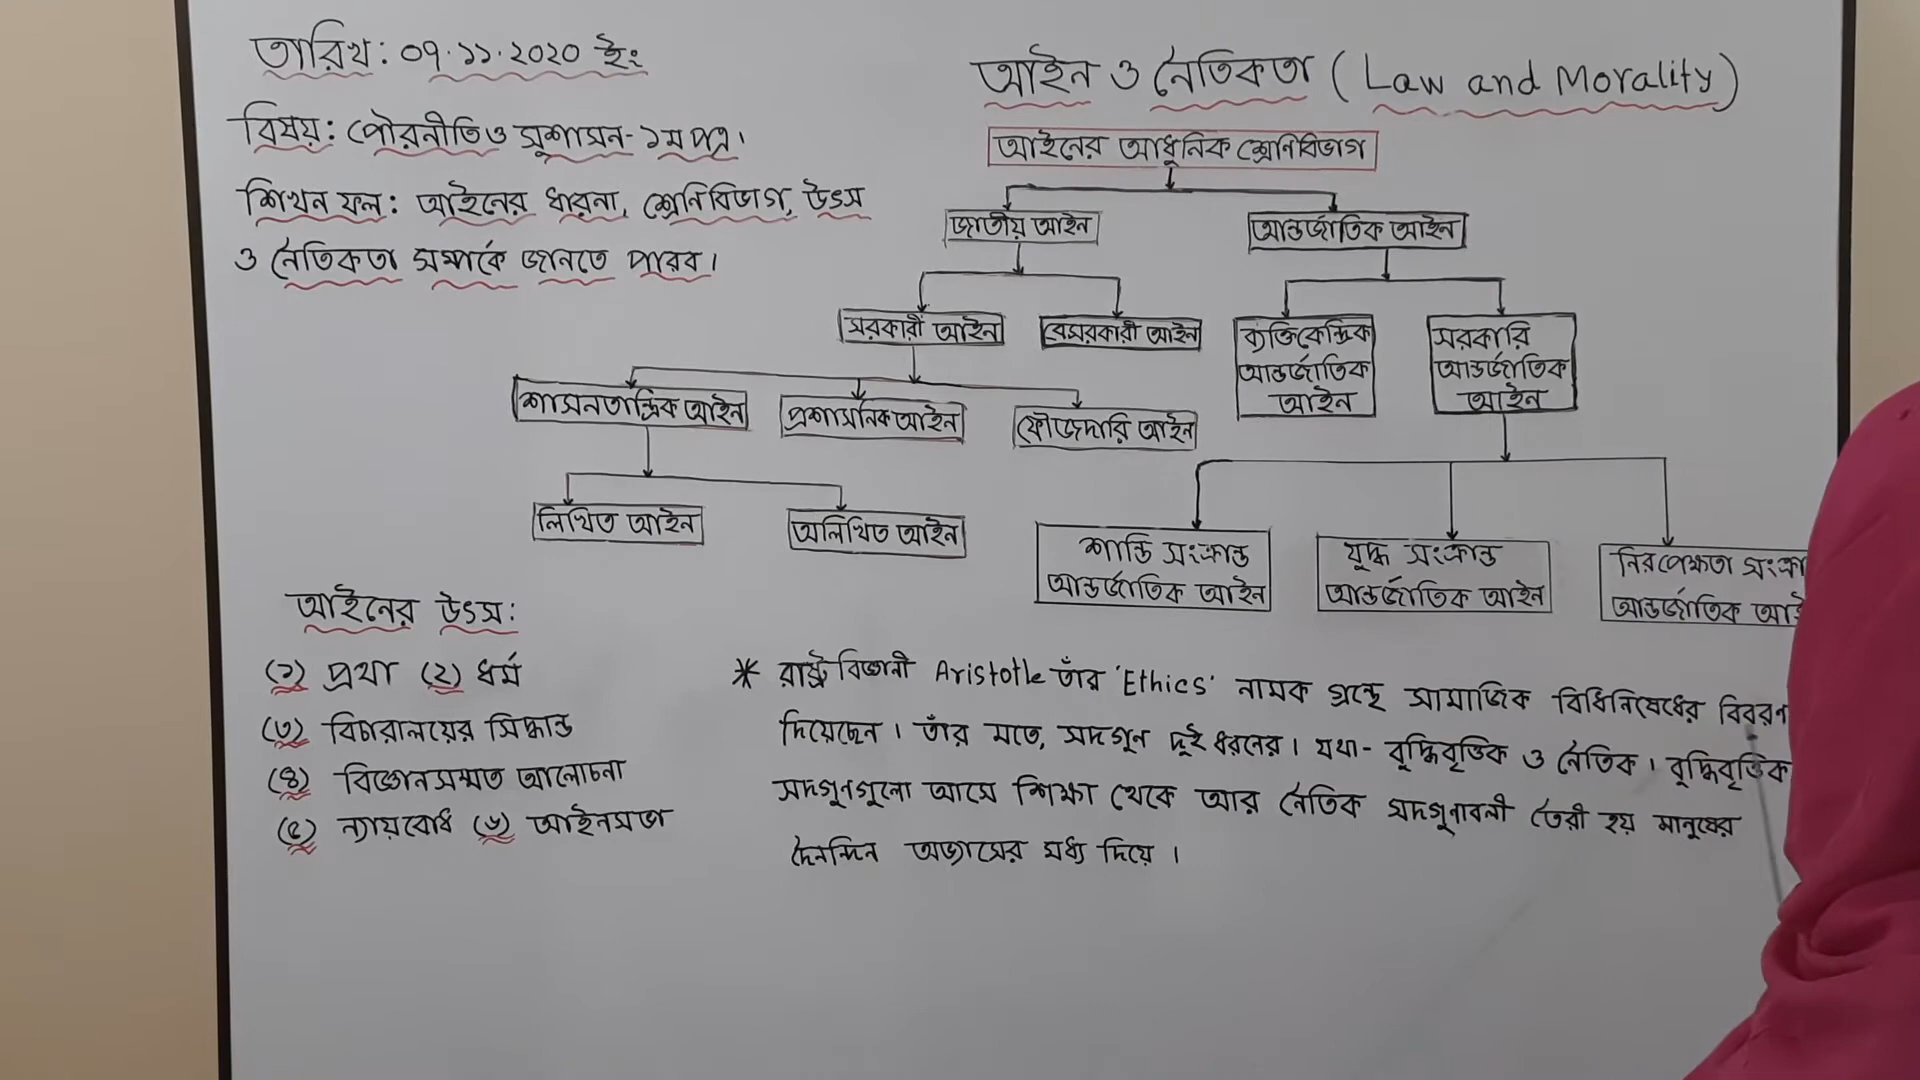 তারিখ: ০৭.১১.২০২০ ইং
বিষয়: পৌরনীতি ও সুশাসন-১ম পত্র।
শিখন ফল: আইনের ধারনা, শ্রেণিবিভাগ, উৎস
ও নৈতিকতা সম্পর্কে জানতে পারব।
আইন ও নৈতিকতা (Law and Morality)
আইনের আধুনিক শ্রেণিবিভাগ
জাতীয় আইন
আন্তর্জাতিক আইন
সরকারী আইন
বেসরকারী আইন
ব্যক্তিকেন্দ্রিক
আন্তর্জাতিক
আইন
সরকারি
আন্তর্জাতিক
আইন
শাসনতান্ত্রিক আইন
প্রশাসনিক আইন
ফৌজদারি আইন
লিখিত আইন
অলিখিত আইন
শান্তি সংক্রান্ত
আন্তর্জাতিক আইন
যুদ্ধ সংক্রান্ত
আন্তর্জাতিক আইন
নিরপেক্ষতা
আন্তর্জাতিক
আইনের উৎস:
(১) প্রথা (২) ধর্ম
(৩) বিচারালয়ের সিদ্ধান্ত
(৪) বিজ্ঞানসম্মত আলোচনা
(৫) ন্যায়বোধ (৬) আইনসভা
* রাষ্ট্রবিজ্ঞানী Aristotle তাঁর 'Ethics' নামক গ্রন্থে সামাজিক বিধিনিষেধের বিবরণ
দিয়েছেন। তাঁর মতে, সদগুন দুই ধরনের। যথা- বুদ্ধিবৃত্তিক ও নৈতিক। বুদ্ধিবৃত্তিক
সদগুণগুলো আসে শিক্ষা থেকে আর নৈতিক সদগুণাবলী তৈরী হয় মানুষের
দৈনন্দিন অভ্যাসের মধ্য দিয়ে।